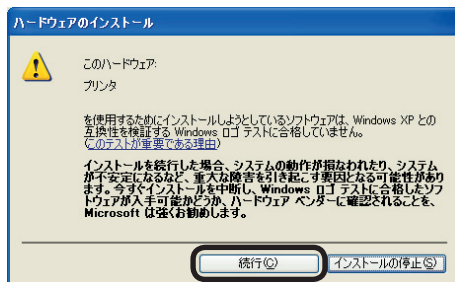 ハードウェアのインストール
このハードウェア:
プリンタ
を使用するためにインストールしようとしているソフトウェアは、Windows XP との
互換性を検証する Windows ロゴ テストに合格していません。
(このテストが重要である理由)
インストールを続行した場合、システムの動作が損なわれたり、システム
が不安定になるなど、重大な障害を引き起こす要因となる可能性があり
ます。今すぐインストールを中断し、Windows ロゴ テストに合格したソフ
トウェアが入手可能かどうか、ハードウェア ベンダーに確認されることを、
Microsoft は強くお勧めします。
続行(C)
インストールの停止(S)